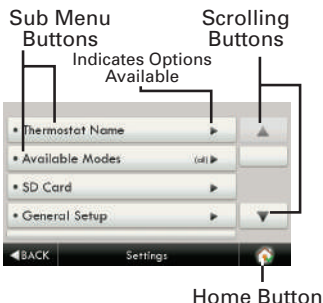 Sub Menu
Buttons
Scrolling
Buttons
Indicates Options
Available
• Thermostat Name
• Available Modes (all)
• SD Card
• General Setup
◀BACK Settings
Home Button